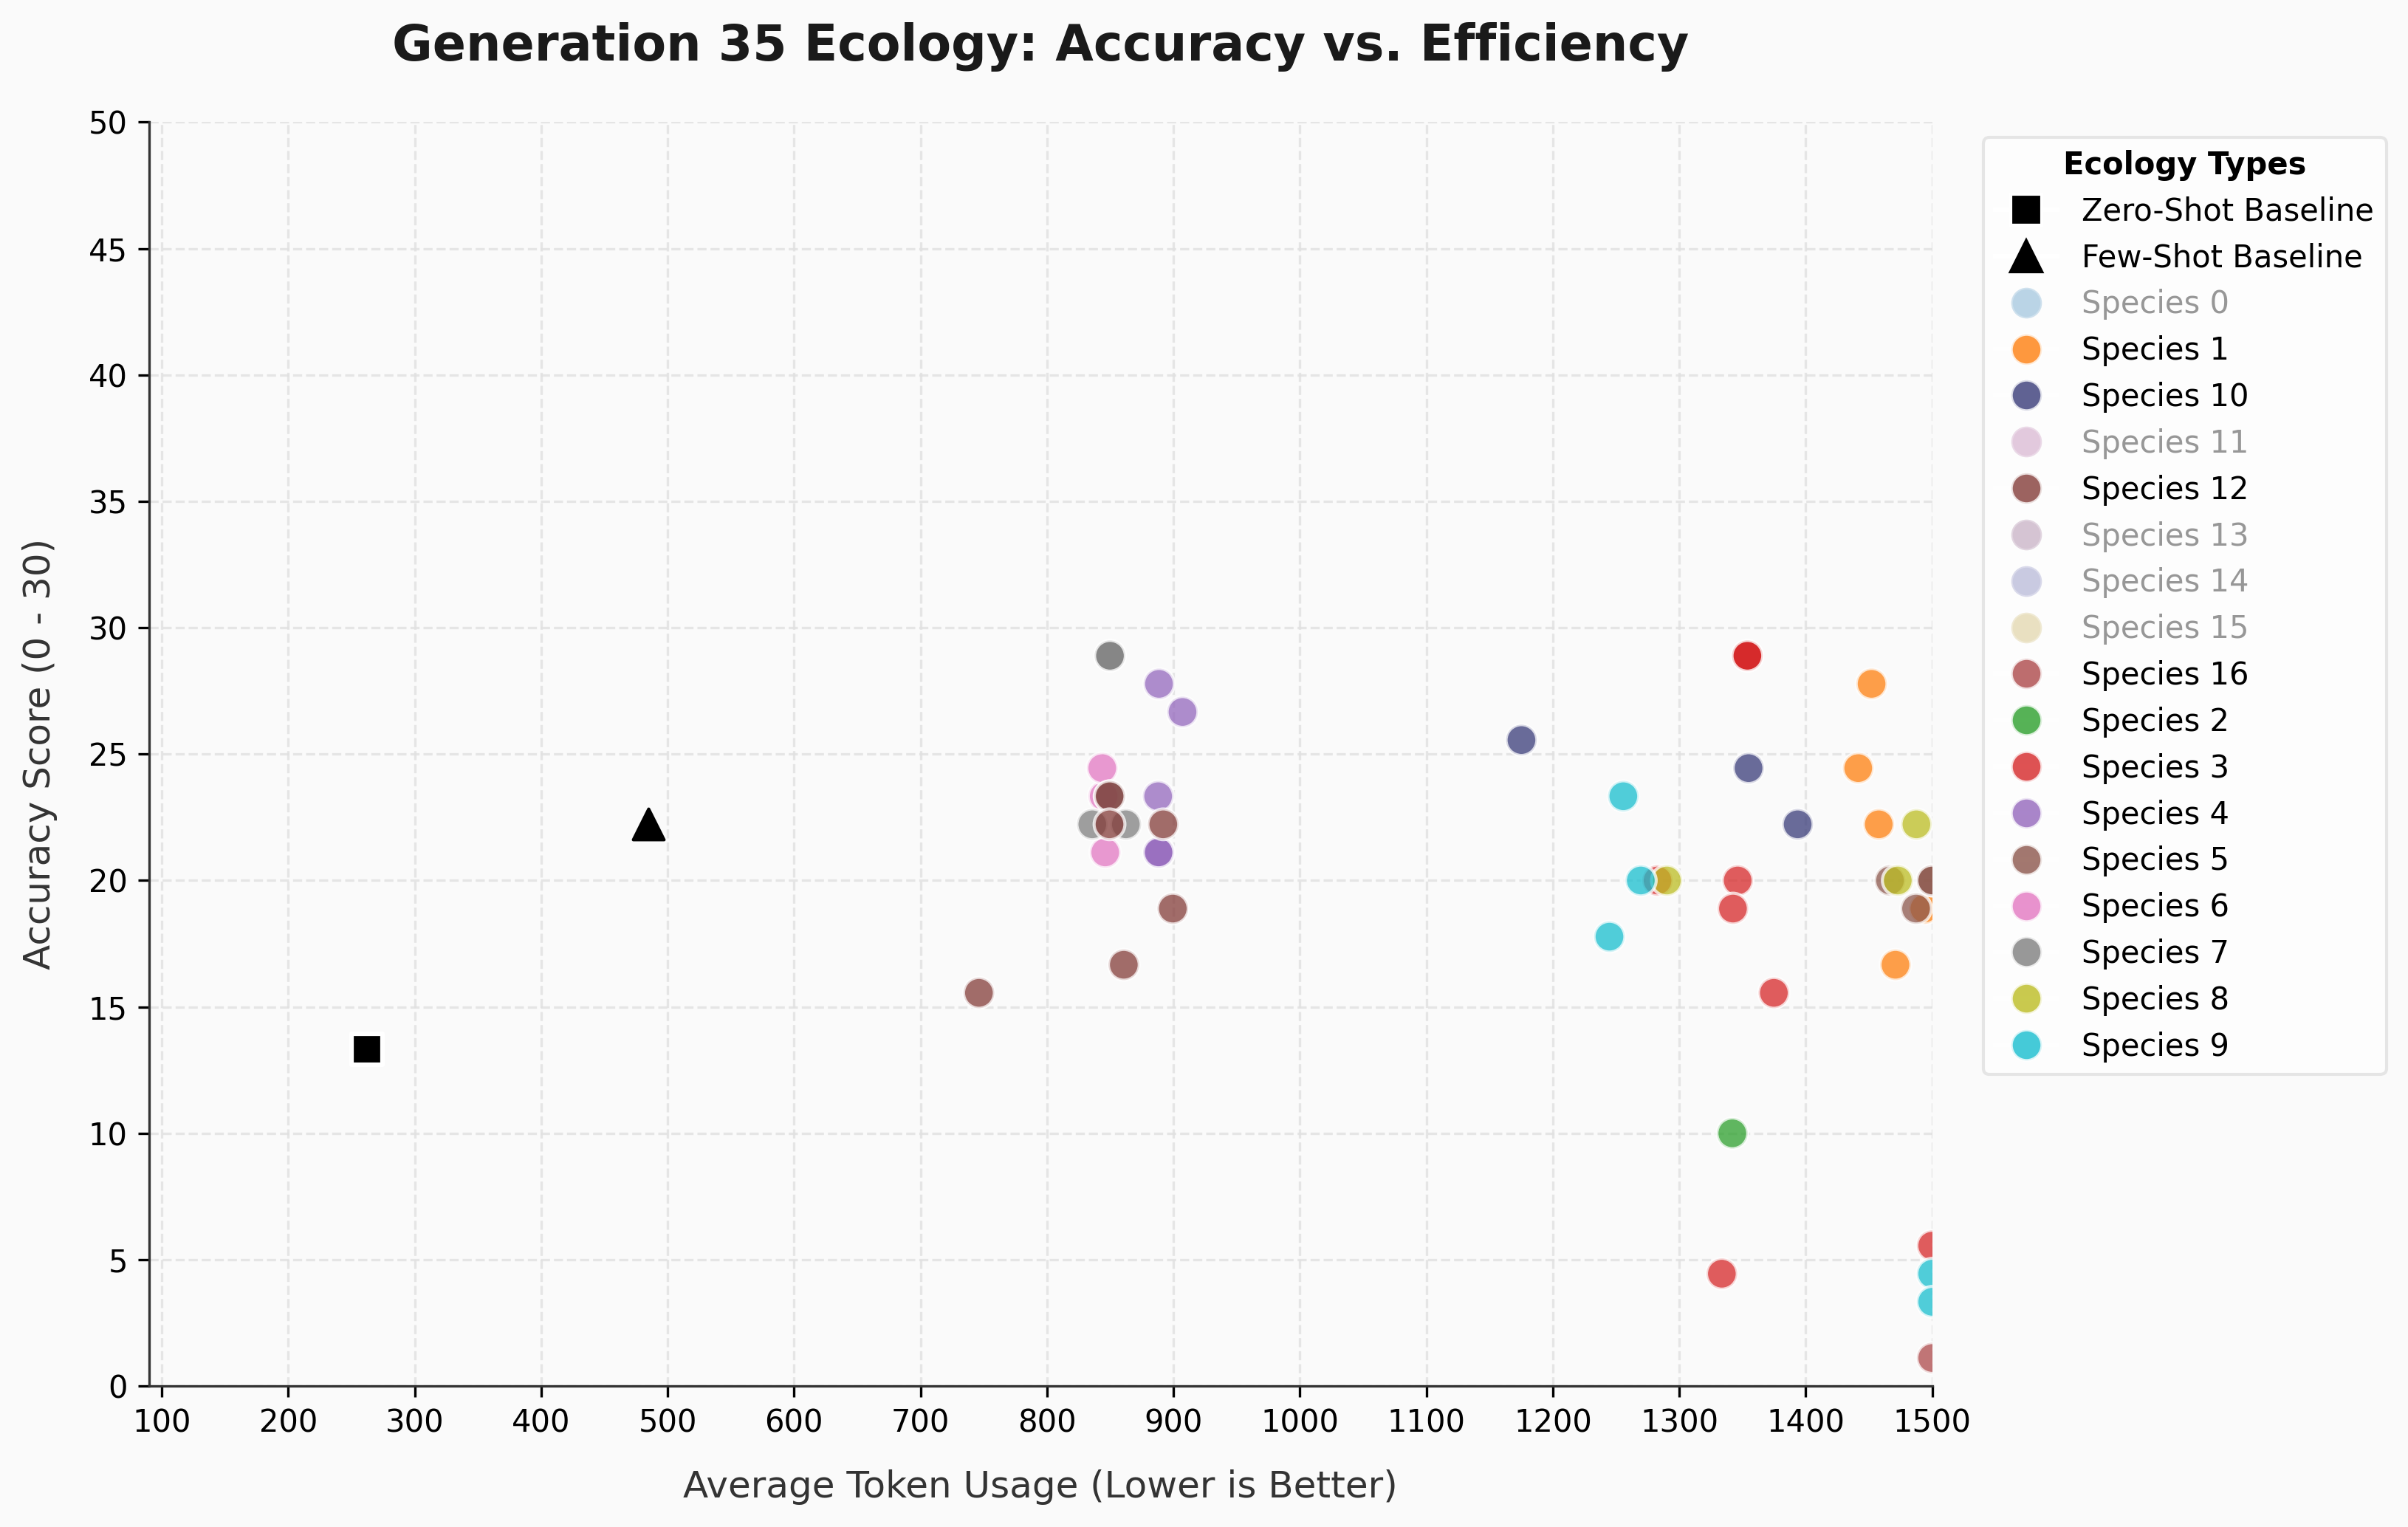 Generation 35 Ecology: Accuracy vs. Efficiency
50
45
40
35
30
25
20
15
10
5
0
Accuracy Score (0 - 30)
100 200 300 400 500 600 700 800 900 1000 1100 1200 1300 1400 1500
Average Token Usage (Lower is Better)
Ecology Types
Zero-Shot Baseline
Few-Shot Baseline
Species 0
Species 1
Species 10
Species 11
Species 12
Species 13
Species 14
Species 15
Species 16
Species 2
Species 3
Species 4
Species 5
Species 6
Species 7
Species 8
Species 9